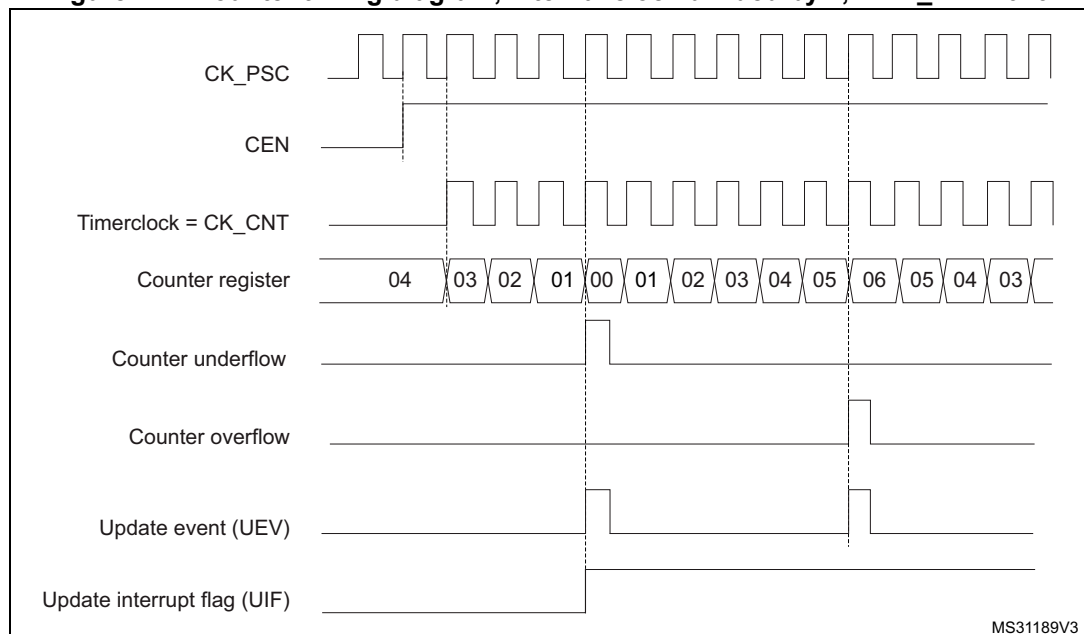 CK_PSC
CEN
Timerclock = CK_CNT
Counter register 04 03 02 01 00 01 02 03 04 05 06 05 04 03
Counter underflow
Counter overflow
Update event (UEV)
Update interrupt flag (UIF)
MS31189V3